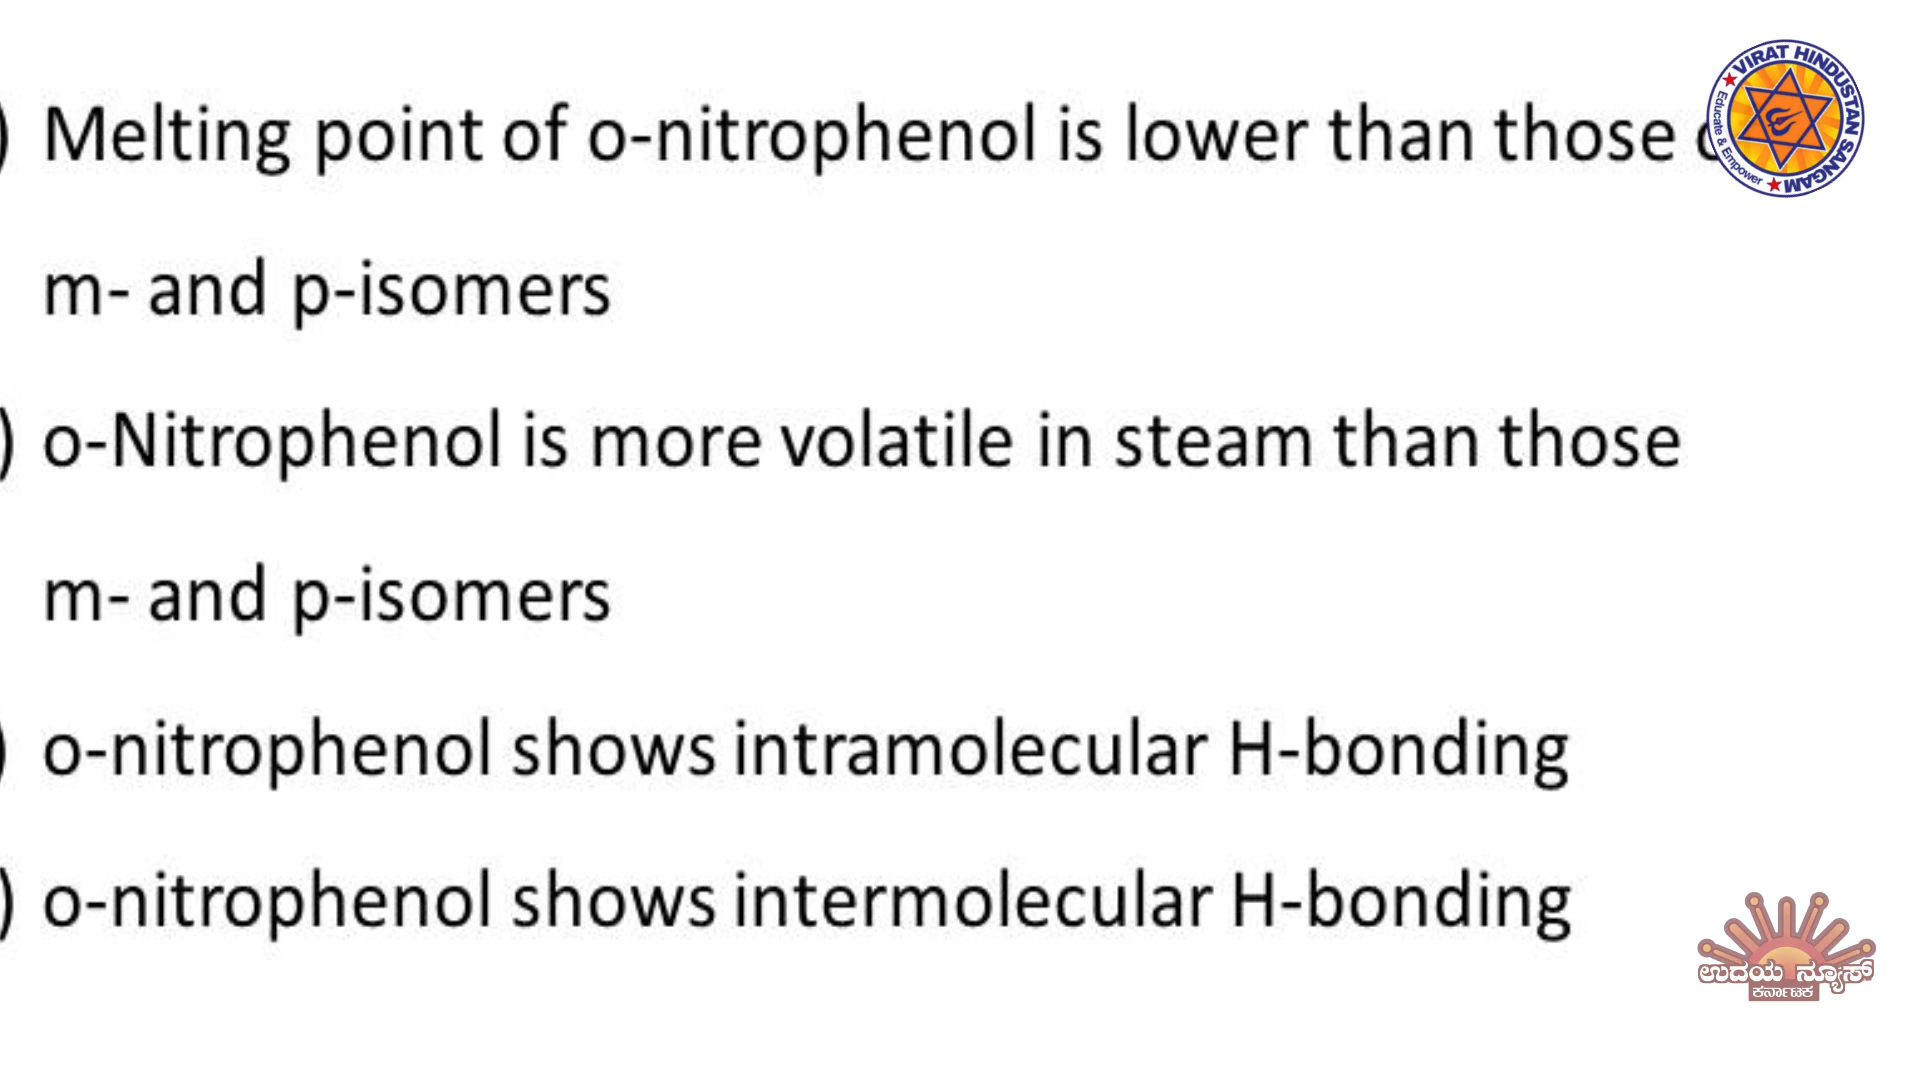 ) Melting point of o-nitrophenol is lower than those
m- and p-isomers
) o-Nitrophenol is more volatile in steam than those
m- and p-isomers
) o-nitrophenol shows intramolecular H-bonding
) o-nitrophenol shows intermolecular H-bonding
VIRAT HINDUSTAN SANGAM
Educate & Empower
ಉದಯ ನ್ಯೂಸ್
ಕರ್ನಾಟಕ